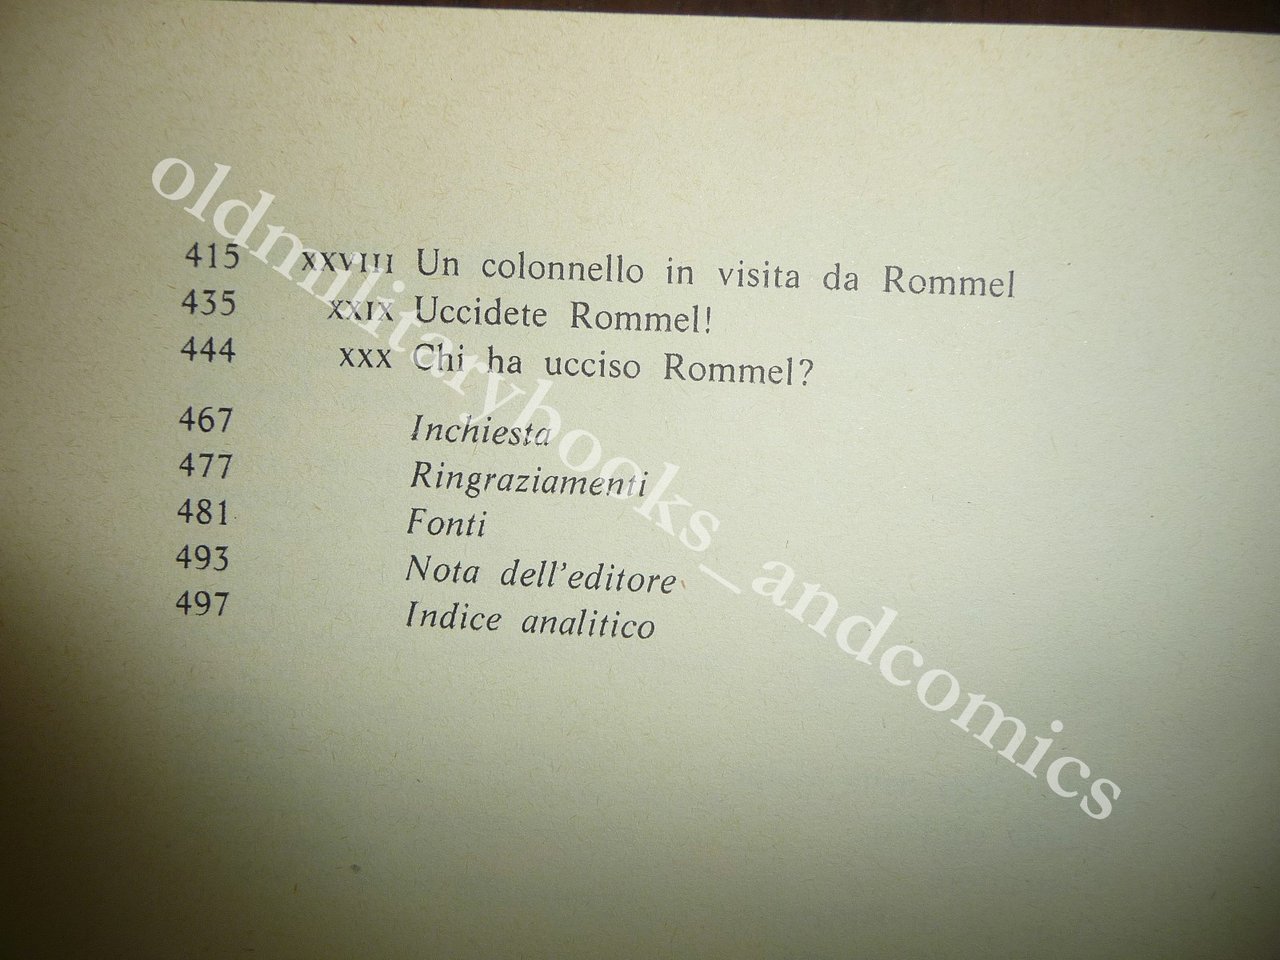 415 XXVIII Un colonnello in visita da Rommel
435 XXIX Uccidete Rommel!
444 XXX Chi ha ucciso Rommel?
467 Inchiesta
477 Ringraziamenti
481 Fonti
493 Nota dell'editore
497 Indice analitico
oldmilitarybooks_andcomics